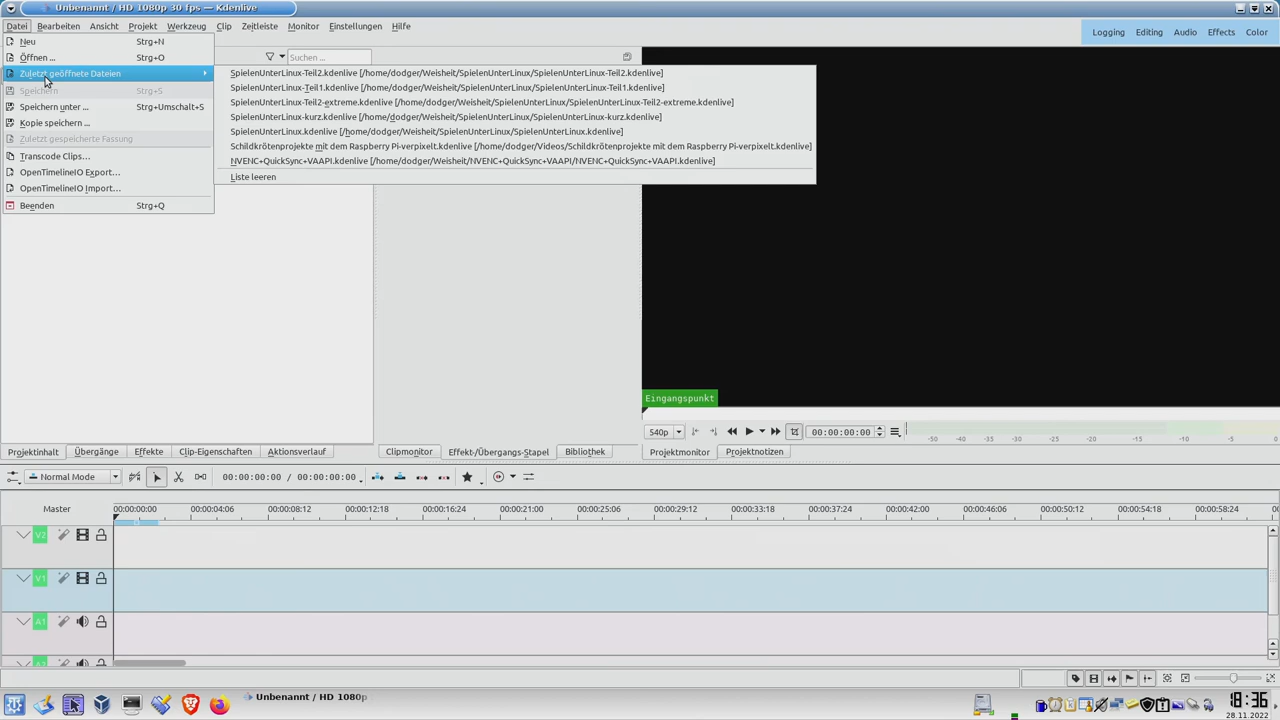 Unbenannt / HD 1080p 30 fps — Kdenlive
Datei Bearbeiten Ansicht Projekt Werkzeug Clip Zeitleiste Monitor Einstellungen Hilfe
Logging Editing Audio Effects Color
Neu Strg+N
Öffnen ... Strg+O
Suchen ...
Zuletzt geöffnete Dateien
Speichern Strg+S
Speichern unter ... Strg+Umschalt+S
Kopie speichern ...
Zuletzt gespeicherte Fassung
Transcode Clips...
OpenTimelineIO Export...
OpenTimelineIO Import...
Beenden Strg+Q
SpielenUnterLinux-Teil2.kdenlive [/home/dodger/Weisheit/SpielenUnterLinux/SpielenUnterLinux-Teil2.kdenlive]
SpielenUnterLinux-Teil1.kdenlive [/home/dodger/Weisheit/SpielenUnterLinux/SpielenUnterLinux-Teil1.kdenlive]
SpielenUnterLinux-Teil2-extreme.kdenlive [/home/dodger/Weisheit/SpielenUnterLinux/SpielenUnterLinux-Teil2-extreme.kdenlive]
SpielenUnterLinux-kurz.kdenlive [/home/dodger/Weisheit/SpielenUnterLinux/SpielenUnterLinux-kurz.kdenlive]
SpielenUnterLinux.kdenlive [/home/dodger/Weisheit/SpielenUnterLinux/SpielenUnterLinux.kdenlive]
Schildkrötenprojekte mit dem Raspberry Pi-verpixelt.kdenlive [/home/dodger/Videos/Schildkrötenprojekte mit dem Raspberry Pi-verpixelt.kdenlive]
NVENC+QuickSync+VAAPI.kdenlive [/home/dodger/Weisheit/NVENC+QuickSync+VAAPI/NVENC+QuickSync+VAAPI.kdenlive]
Liste leeren
Eingangspunkt
540p 00:00:00:00
-50 -40 -35 -30 -25 -20 -15 -10 -5 0
Projektinhalt Übergänge Effekte Clip-Eigenschaften Aktionsverlauf
Clipmonitor Effekt-/Übergangs-Stapel Bibliothek
Projektmonitor Projektnotizen
Normal Mode 00:00:00:00 / 00:00:00:00
Master 00:00:00:00 00:00:04:06 00:00:08:12 00:00:12:18 00:00:16:24 00:00:21:00 00:00:25:06 00:00:29:12 00:00:33:18 00:00:37:24 00:00:42:00 00:00:46:06 00:00:50:12 00:00:54:18 00:00:58:24
V2
V1
A1
Unbenannt / HD 1080p
18:36
28.11.2022